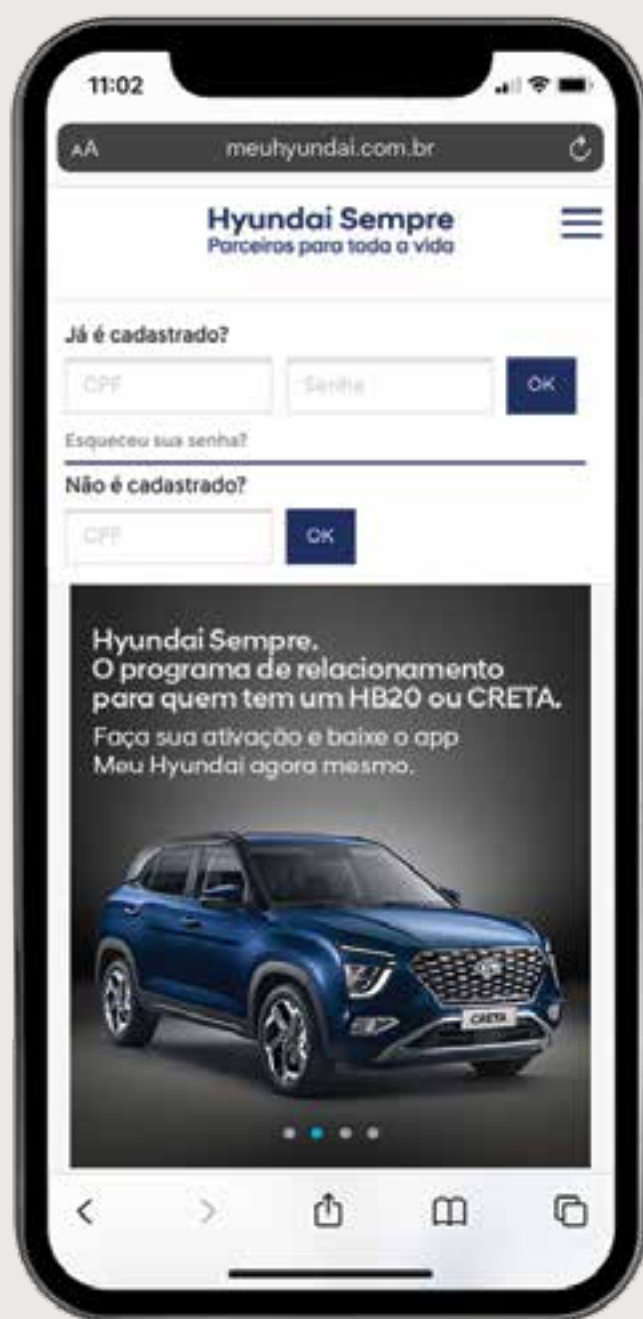 11:02
AA meuhyundai.com.br
Hyundai Sempre
Parceiros para toda a vida
Já é cadastrado?
CPF Senha OK
Esqueceu sua senha?
Não é cadastrado?
CPF OK
Hyundai Sempre.
O programa de relacionamento
para quem tem um HB20 ou CRETA.
Faça sua ativação e baixe o app
Meu Hyundai agora mesmo.
CRETA